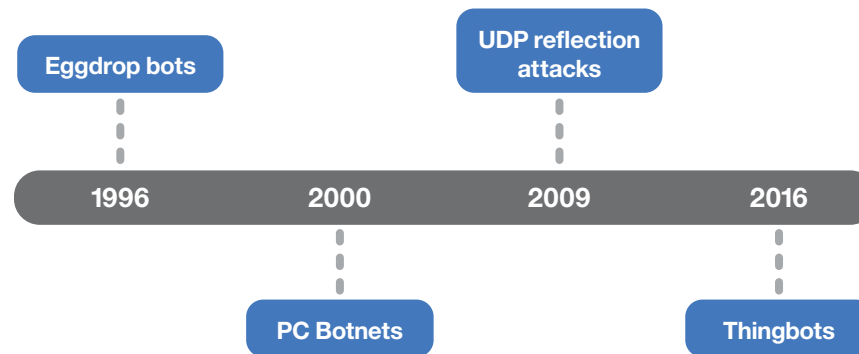 Eggdrop bots
UDP reflection
attacks
1996
2000
2009
2016
PC Botnets
Thingbots